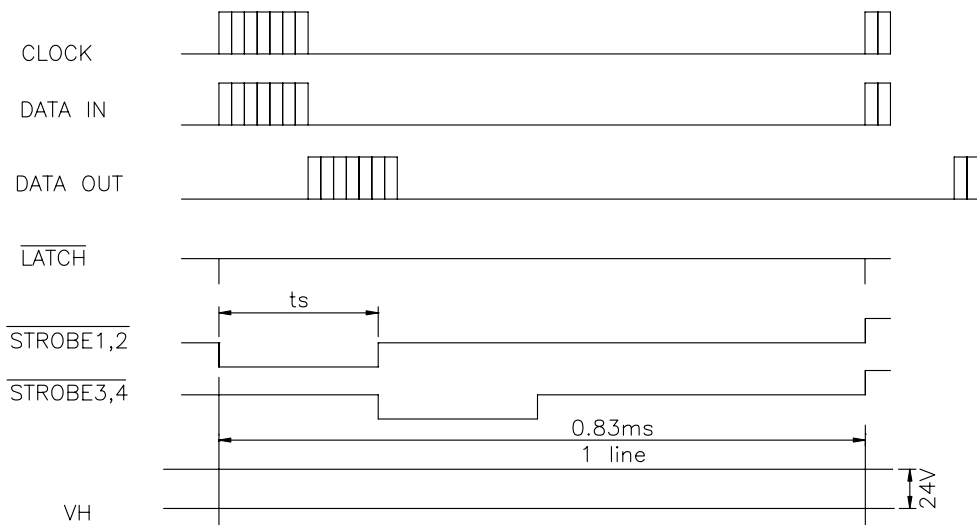 CLOCK
DATA IN
DATA OUT
LATCH
ts
STROBE1,2
STROBE3,4
0.83ms
1 line
24V
VH